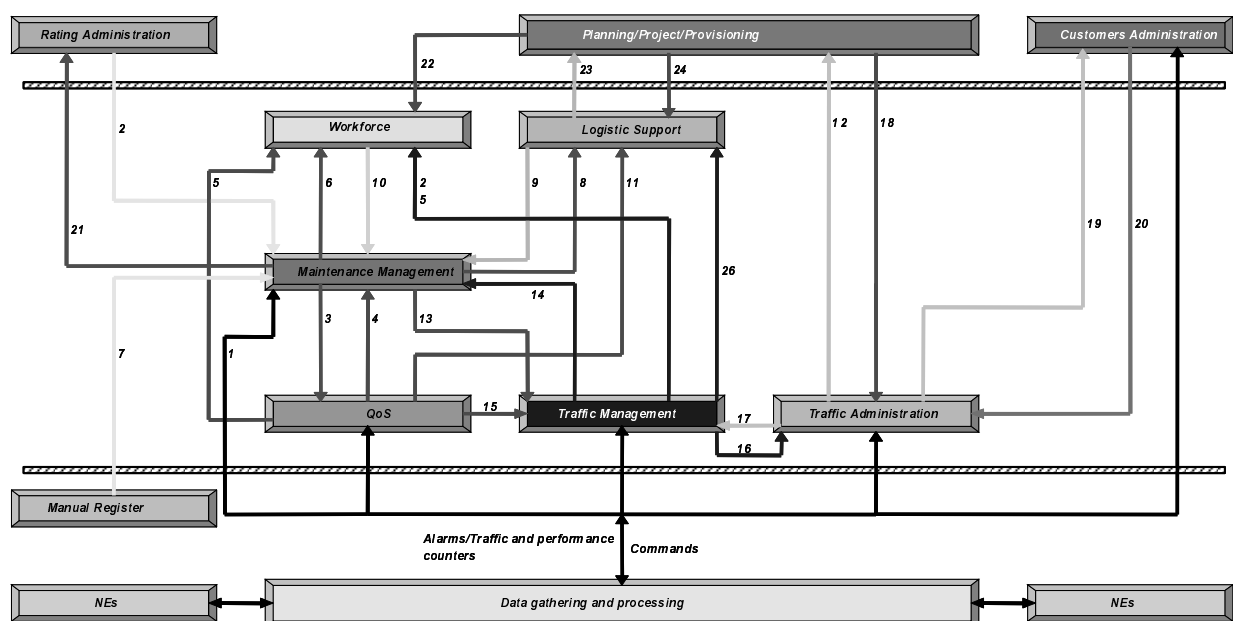 Rating Administration
Planning/Project/Provisioning
Customers Administration
22
23
24
2
12
18
Workforce
Logistic Support
5
6
10
2
5
9
8
11
21
19
20
26
Maintenance Management
14
1
3
4
13
7
QoS
15
Traffic Management
17
16
Traffic Administration
Manual Register
Alarms/Traffic and performance
counters
Commands
NEs
Data gathering and processing
NEs